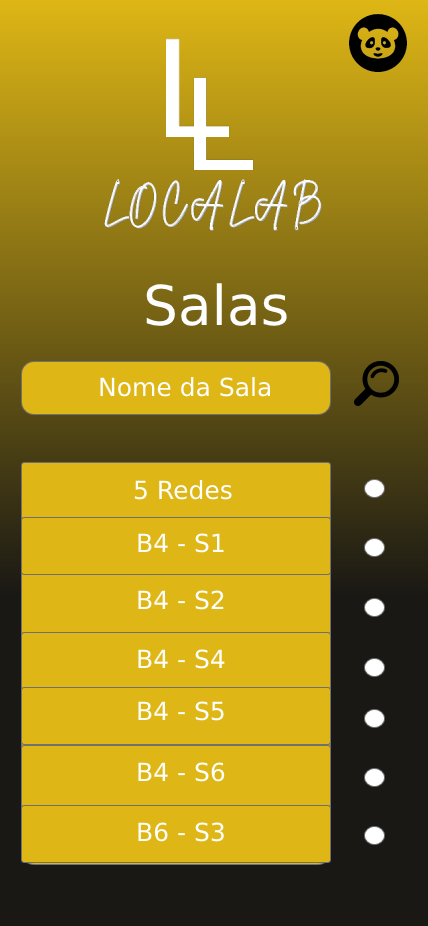 LL
LOCALAB
Salas
Nome da Sala
5 Redes
B4 - S1
B4 - S2
B4 - S4
B4 - S5
B4 - S6
B6 - S3